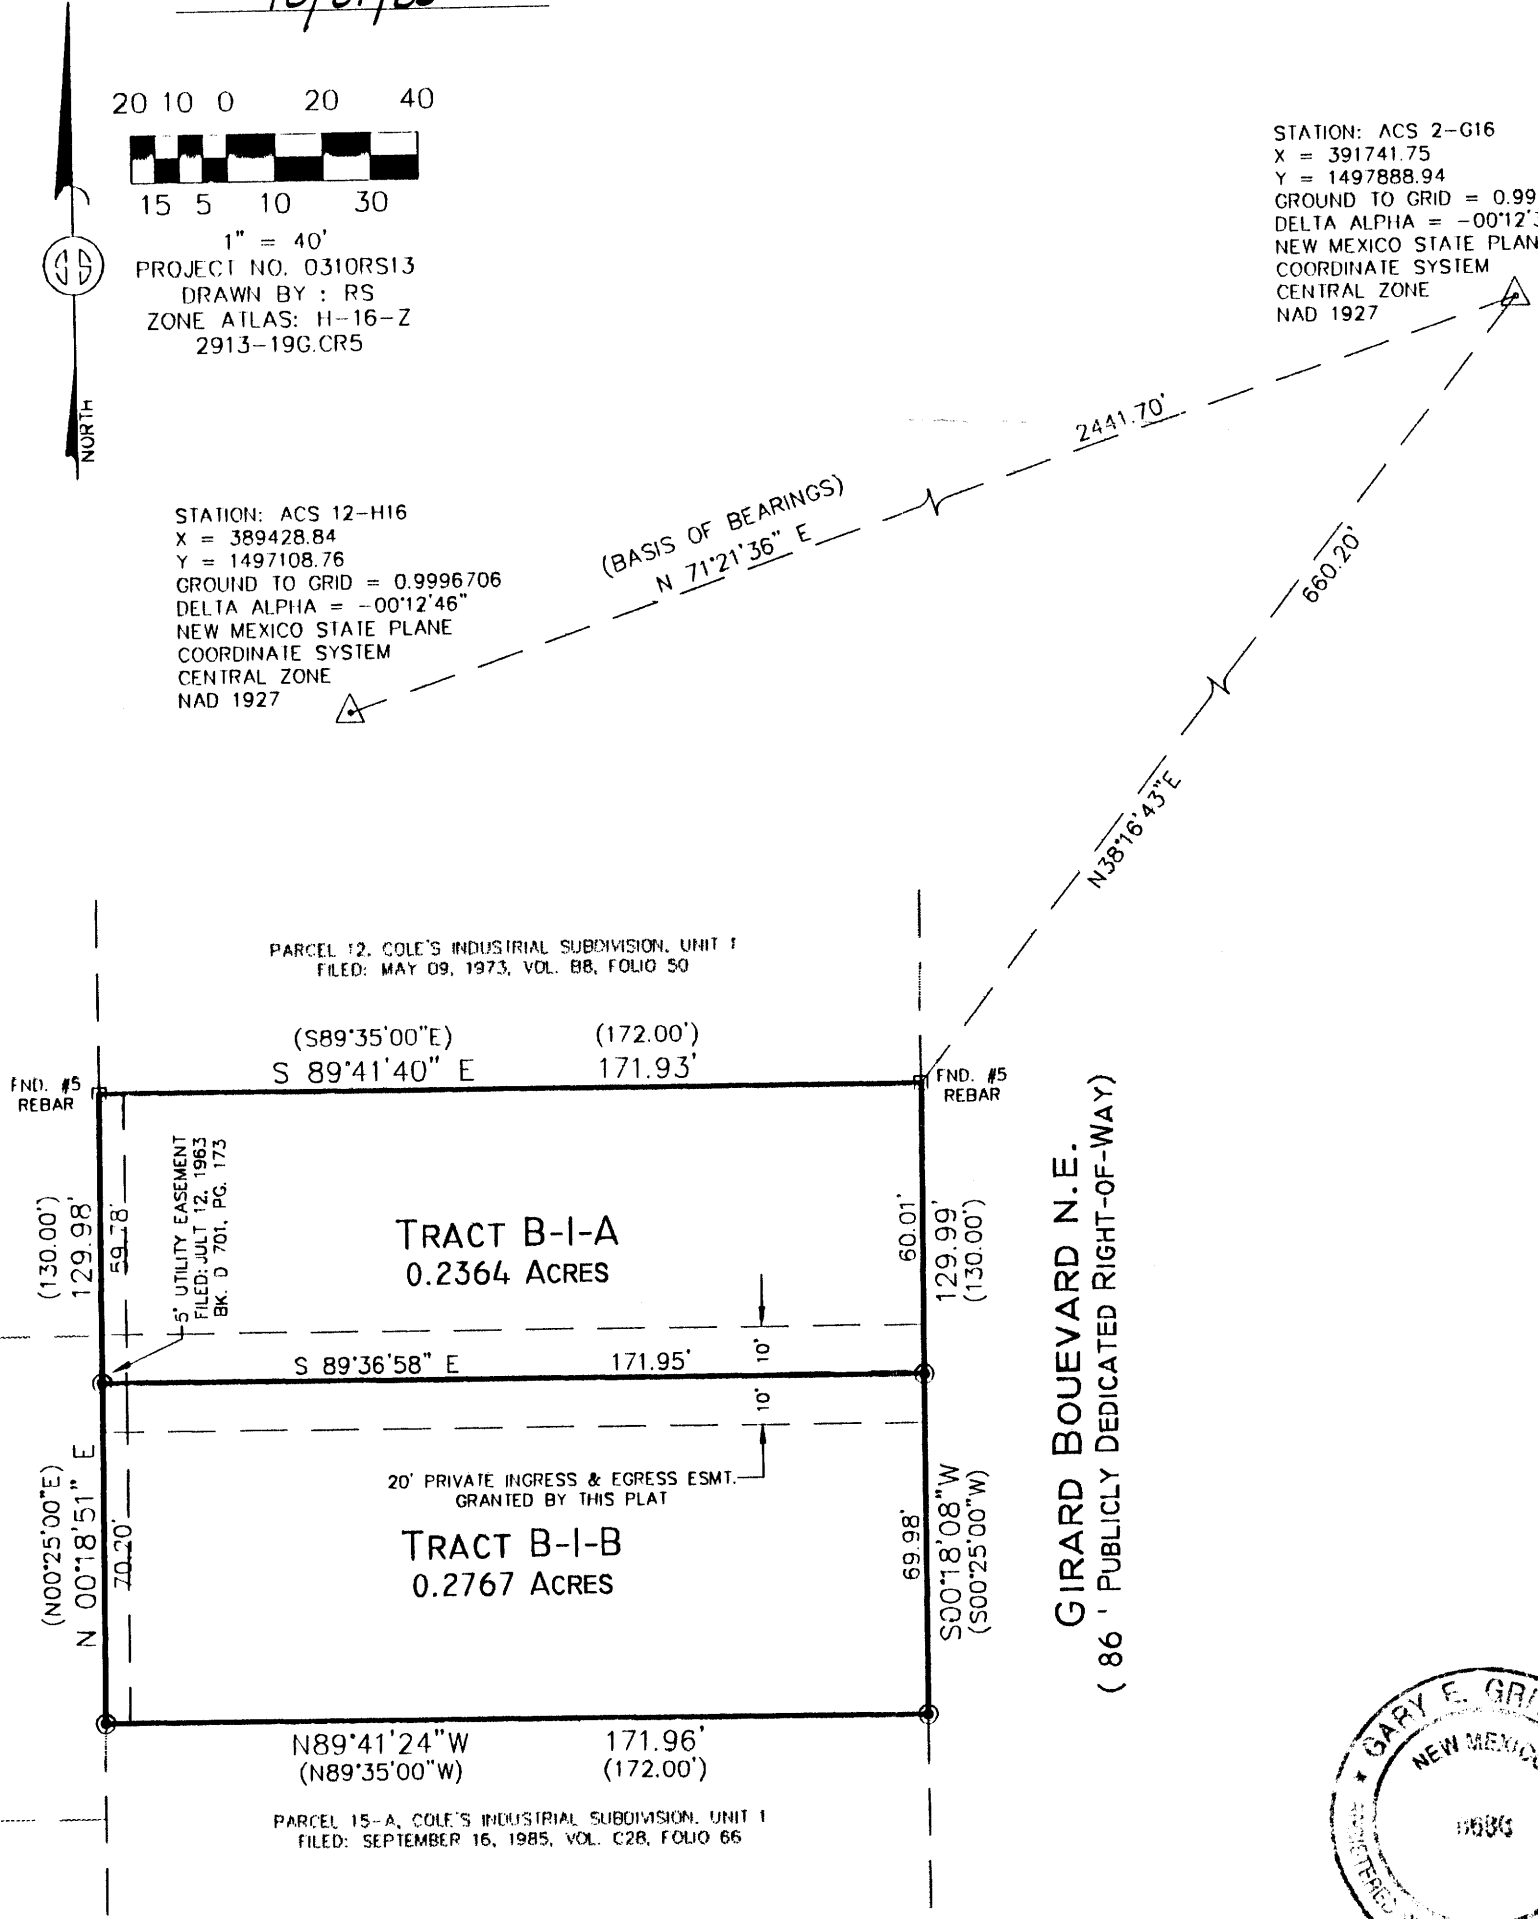 20 10 0 20 40
15 5 10 30
1" = 40'
PROJECT NO. 0310RS13
DRAWN BY : RS
ZONE ATLAS: H-16-Z
2913-19G.CR5
NORTH
STATION: ACS 2-G16
X = 391741.75
Y = 1497888.94
GROUND TO GRID = 0.99
DELTA ALPHA = -00°12'
NEW MEXICO STATE PLAN
COORDINATE SYSTEM
CENTRAL ZONE
NAD 1927
STATION: ACS 12-H16
X = 389428.84
Y = 1497108.76
GROUND TO GRID = 0.9996706
DELTA ALPHA = -00°12'46"
NEW MEXICO STATE PLANE
COORDINATE SYSTEM
CENTRAL ZONE
NAD 1927
(BASIS OF BEARINGS)
N 71°21'36" E
2441.70'
660.20'
N38°16'43"E
PARCEL 12, COLE'S INDUSTRIAL SUBDIVISION, UNIT 1
FILED: MAY 09, 1973, VOL. B8, FOLIO 50
(S89°35'00"E) (172.00')
S 89°41'40" E 171.93'
FND. #5
REBAR
FND. #5
REBAR
(130.00')
129.98'
5' UTILITY EASEMENT
FILED: JULT 12, 1963
BK. D 701, PG. 173
TRACT B-1-A
0.2364 ACRES
60.01'
129.99'
(130.00')
S 89°36'58" E 171.95'
10'
10'
20' PRIVATE INGRESS & EGRESS ESMT.
GRANTED BY THIS PLAT
TRACT B-1-B
0.2767 ACRES
(N00°25'00"E)
N 00°18'51" E
70.20'
69.98'
S00°18'08"W
(S00°25'00"W)
GIRARD BOUEVARD N.E.
( 86 ' PUBLICLY DEDICATED RIGHT-OF-WAY)
N89°41'24"W 171.96'
(N89°35'00"W) (172.00')
PARCEL 15-A, COLE'S INDUSTRIAL SUBDIVISION, UNIT 1
FILED: SEPTEMBER 16, 1985, VOL. C28, FOLIO 66
GARY E.
NEW MEXICO